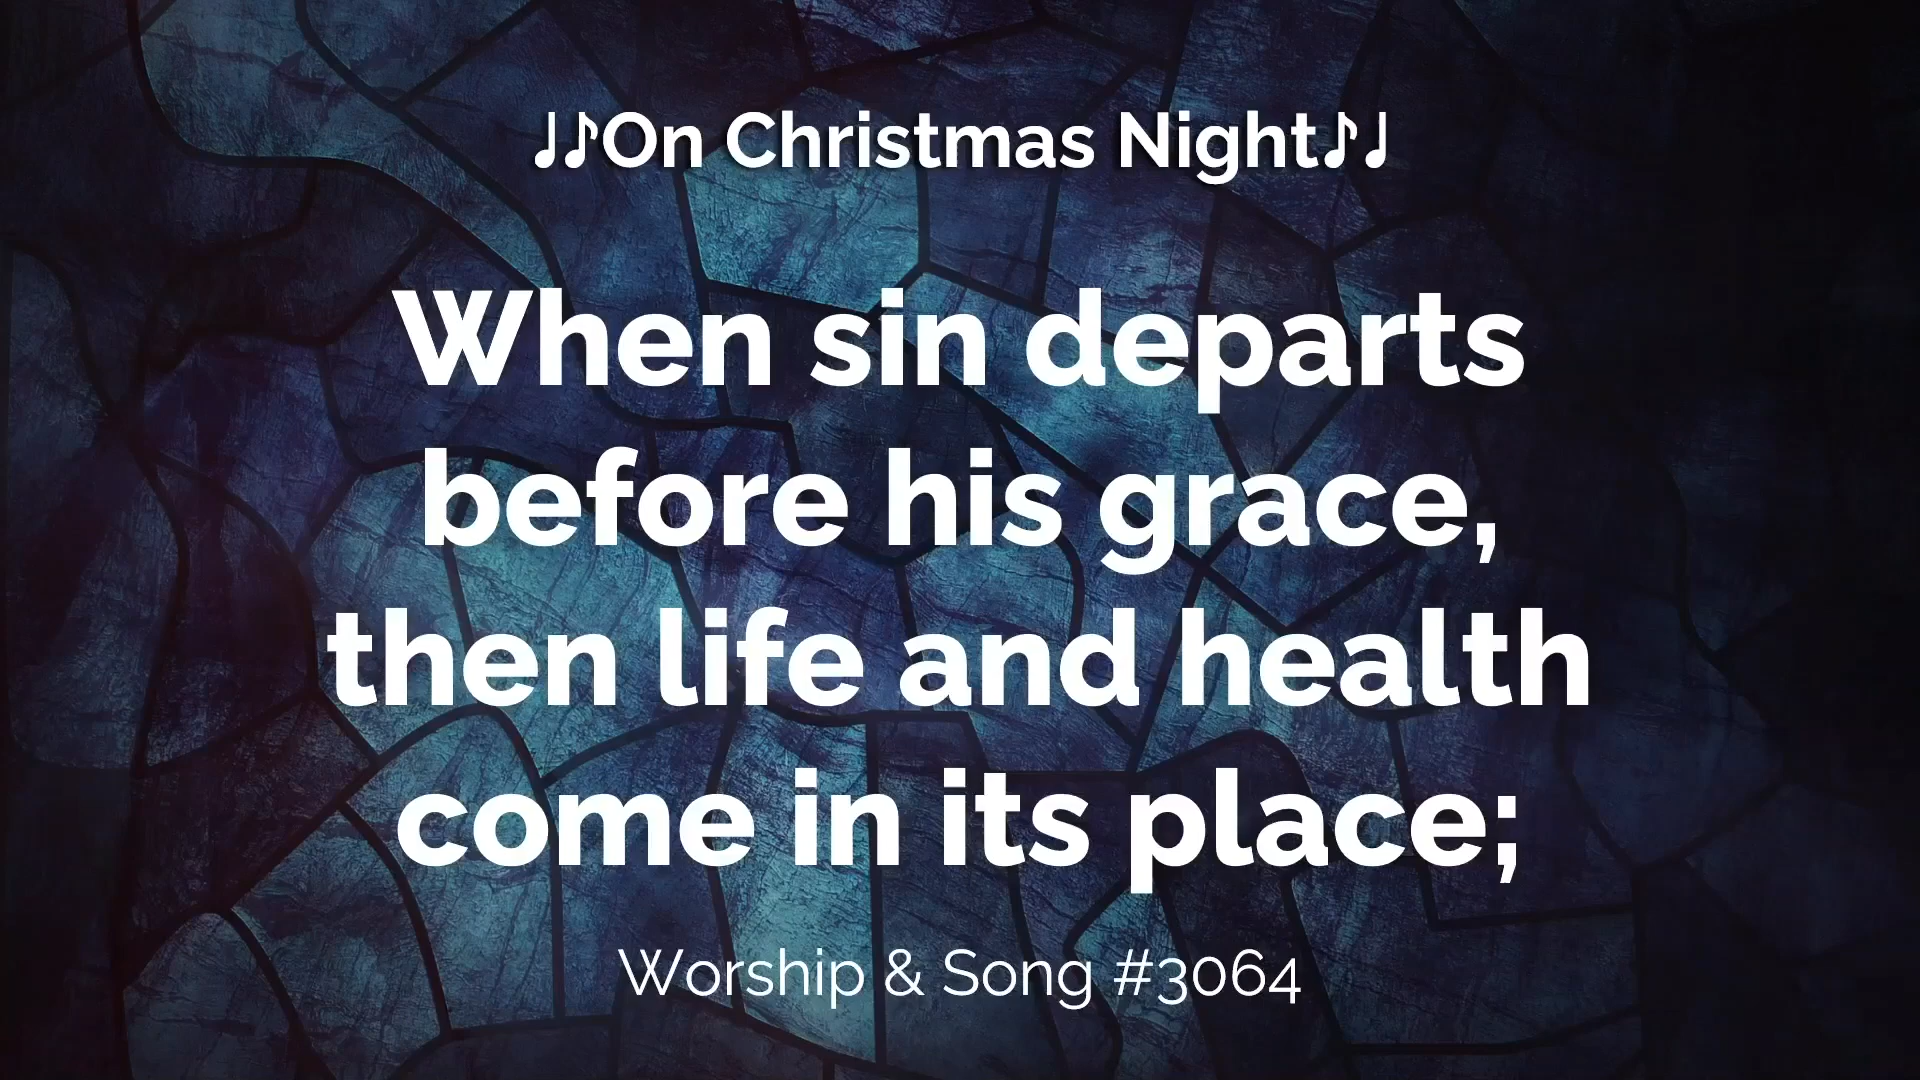 ♩♪On Christmas Night♪♩
When sin departs
before his grace,
then life and health
come in its place;
Worship & Song #3064